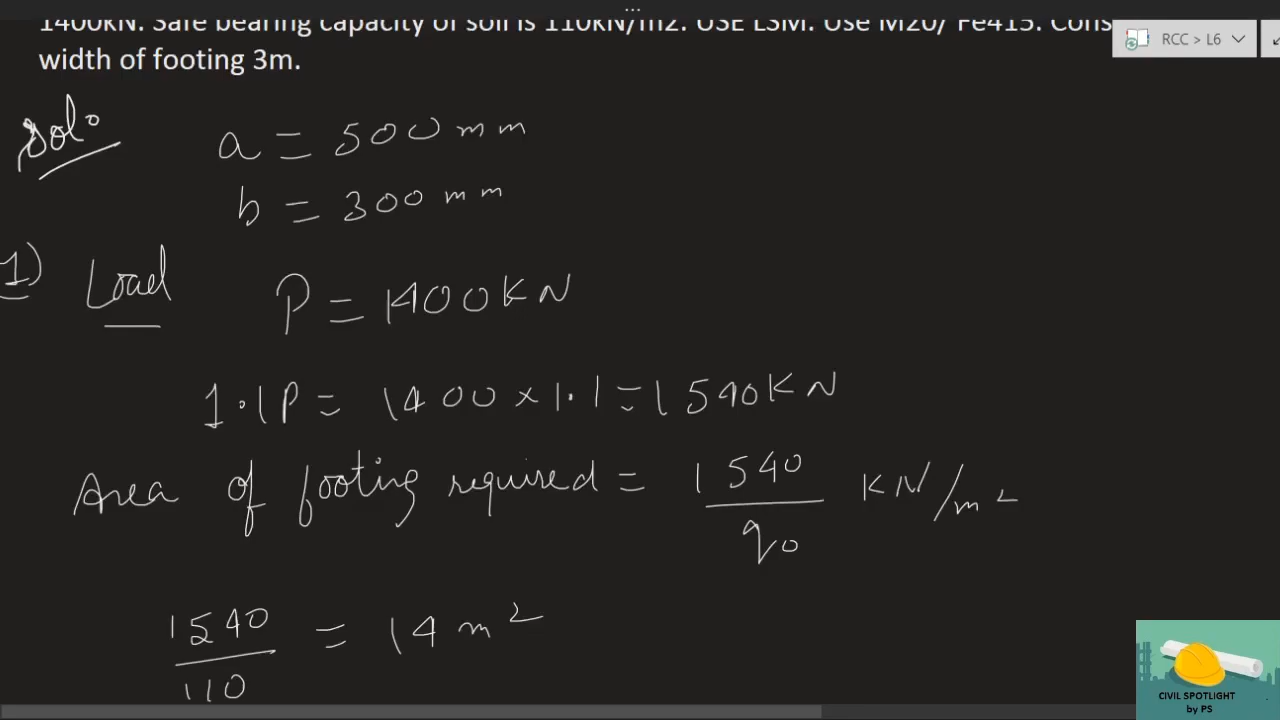 1400kN. Safe bearing capacity of soil is 110kN/m2. USE LSM. Use M20/ Fe415. Cons
width of footing 3m.
RCC > L6
Sol.
a = 500 mm
b = 300 mm
1) Load P = 1400 KN
1.1P = 1400 × 1.1 = 1540 KN
Area of footing required = 1540 / q0 KN/m2
1540 / 110 = 14 m2
CIVIL SPOTLIGHT
by PS